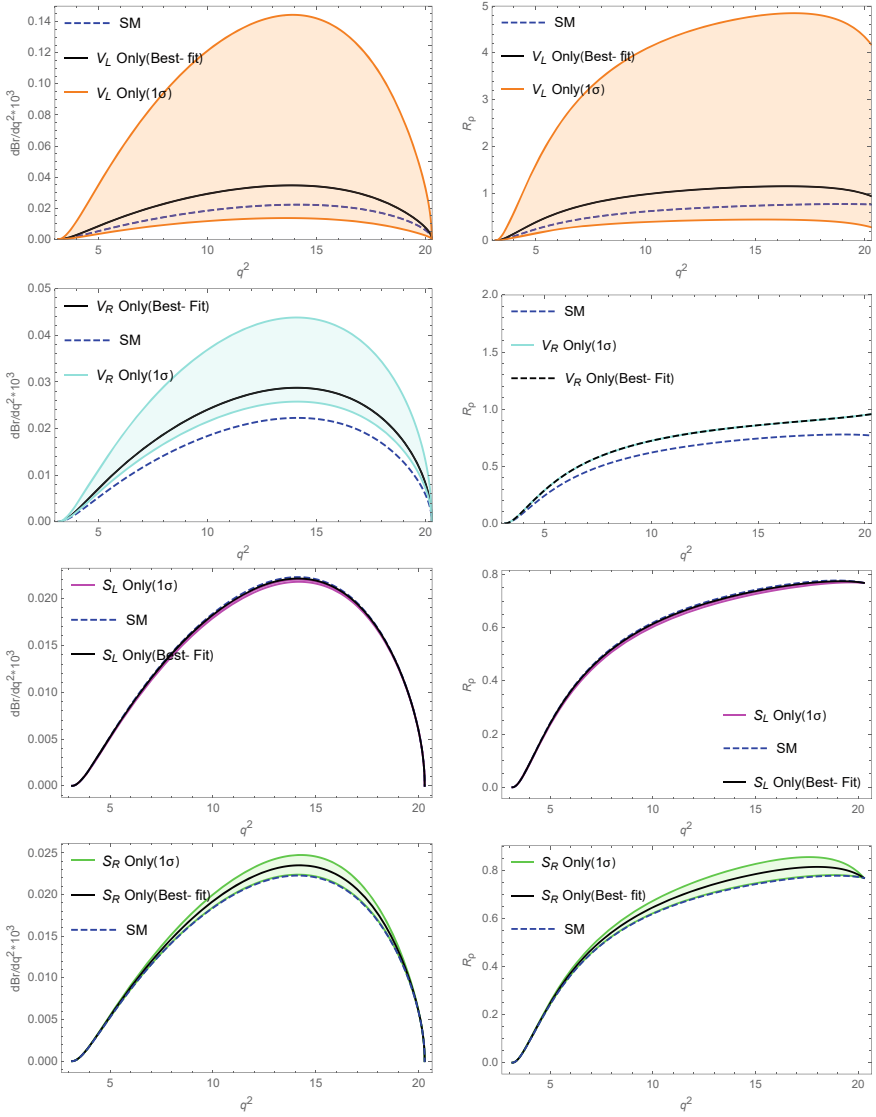 0.14
0.12
0.10
0.08
0.06
0.04
0.02
0.00
5
10
15
20
dBr/dq²*10³
q²
SM
V_L Only(Best- fit)
V_L Only(1σ)
5
4
3
2
1
0
5
10
15
20
R_p
q²
SM
V_L Only(Best- fit)
V_L Only(1σ)
0.05
0.04
0.03
0.02
0.01
0.00
5
10
15
20
dBr/dq²*10³
q²
V_R Only(Best- Fit)
SM
V_R Only(1σ)
2.0
1.5
1.0
0.5
0.0
5
10
15
20
R_p
q²
SM
V_R Only(1σ)
V_R Only(Best- Fit)
0.020
0.015
0.010
0.005
0.000
5
10
15
20
dBr/dq²*10³
q²
S_L Only(1σ)
SM
S_L Only(Best- Fit)
0.8
0.6
0.4
0.2
0.0
5
10
15
20
R_p
q²
S_L Only(1σ)
SM
S_L Only(Best- Fit)
0.025
0.020
0.015
0.010
0.005
0.000
5
10
15
20
dBr/dq²*10³
q²
S_R Only(1σ)
S_R Only(Best- fit)
SM
0.8
0.6
0.4
0.2
0.0
5
10
15
20
R_p
q²
S_R Only(1σ)
S_R Only(Best- fit)
SM